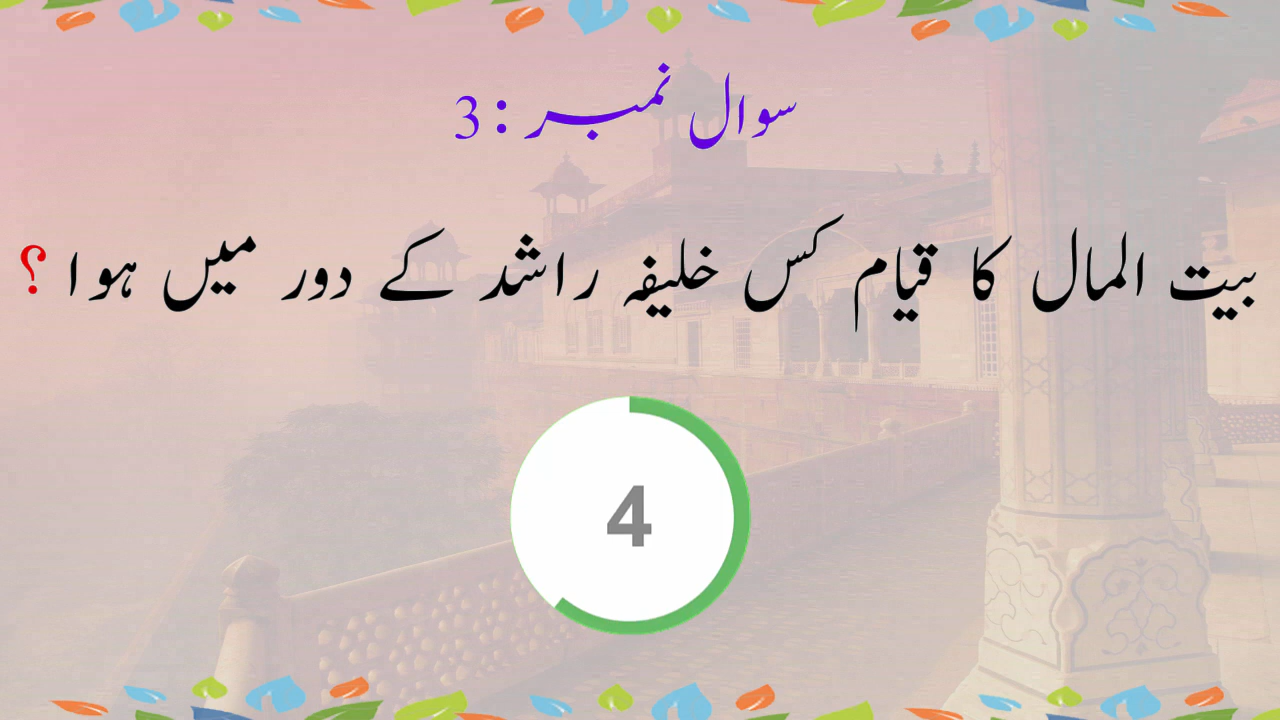 سوال نمبر :3
بیت المال کا قیام کس خلیفہ راشد کے دور میں ہوا ؟
4